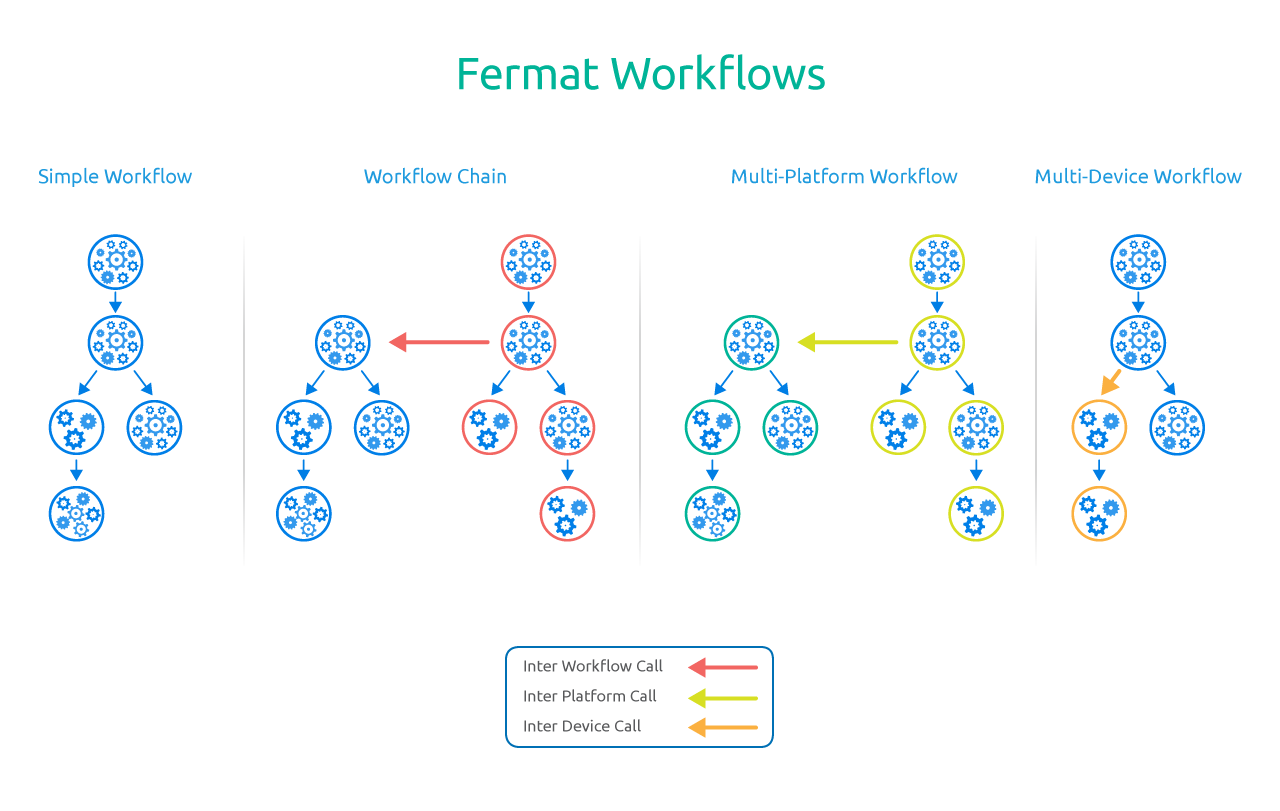 Fermat Workflows
Simple Workflow
Workflow Chain
Multi-Platform Workflow
Multi-Device Workflow
Inter Workflow Call
Inter Platform Call
Inter Device Call